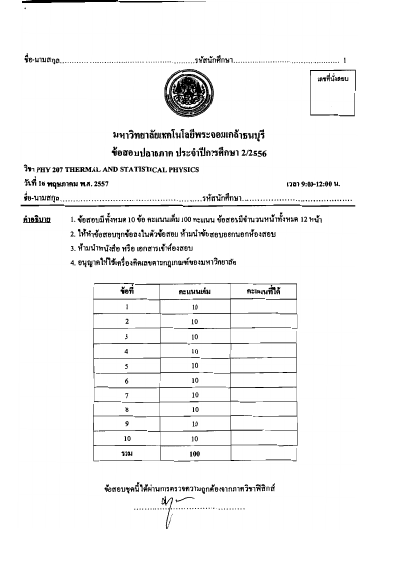 ชื่อ-นามสกุล........................................................รหัสนักศึกษา............................................ 1
เลขที่นั่งสอบ
มหาวิทยาลัยเทคโนโลยีพระจอมเกล้าธนบุรี
ข้อสอบปลายภาค ประจำปีการศึกษา 2/2556
วิชา PHY 207 THERMAL AND STATISTICAL PHYSICS
วันที่ 16 พฤษภาคม พ.ศ. 2557 เวลา 9:00-12:00 น.
ชื่อ-นามสกุล........................................................รหัสนักศึกษา............................................
คำอธิบาย 1. ข้อสอบมีทั้งหมด 10 ข้อ คะแนนเต็ม 100 คะแนน ข้อสอบมีจำนวนหน้าทั้งหมด 12 หน้า
2. ให้ทำข้อสอบทุกข้อลงในตัวข้อสอบ ห้ามนำข้อสอบออกนอกห้องสอบ
3. ห้ามนำหนังสือ หรือ เอกสารเข้าห้องสอบ
4. อนุญาตให้ใช้เครื่องคิดเลขตามกฎเกณฑ์ของมหาวิทยาลัย
ข้อที่ คะแนนเต็ม คะแนนที่ได้
1 10
2 10
3 10
4 10
5 10
6 10
7 10
8 10
9 10
10 10
รวม 100
ข้อสอบชุดนี้ได้ผ่านการตรวจความถูกต้องจากภาควิชาฟิสิกส์